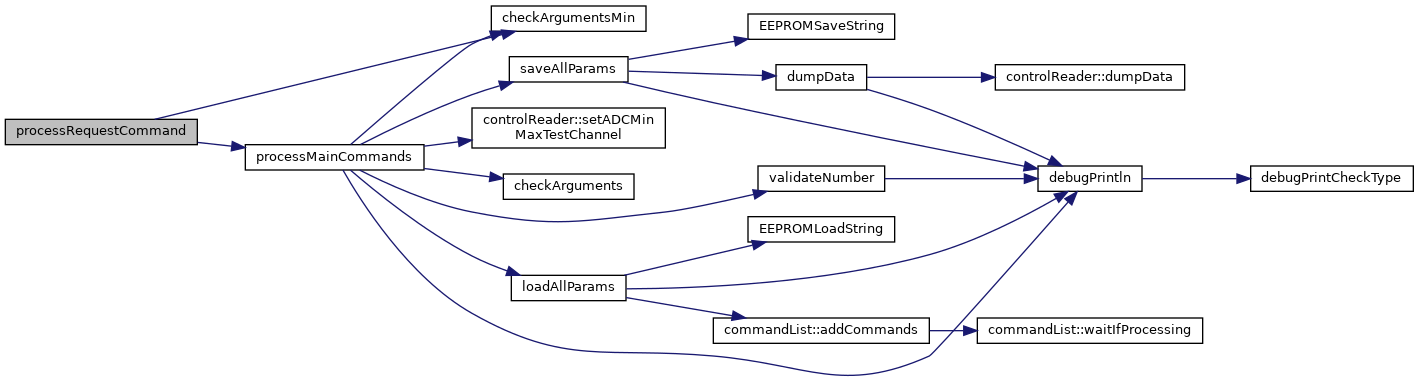 processRequestCommand
processMainCommands
checkArgumentsMin
saveAllParams
controlReader::setADCMin
MaxTestChannel
checkArguments
loadAllParams
EEPROMSaveString
dumpData
validateNumber
EEPROMLoadString
commandList::addCommands
controlReader::dumpData
debugPrintln
commandList::waitIfProcessing
debugPrintCheckType